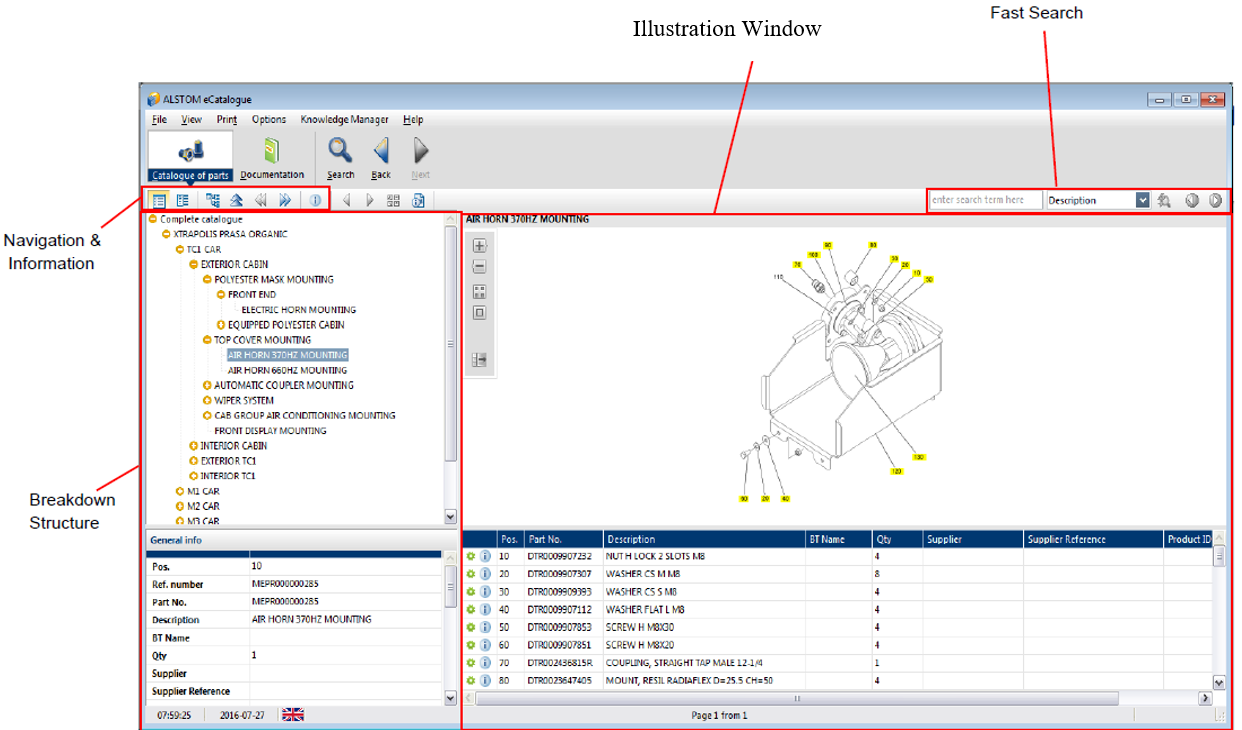 Fast Search
Illustration Window
ALSTOM eCatalogue
File View Print Options Knowledge Manager Help
Catalogue of parts Documentation Search Back Next
enter search term here Description
Navigation & Information
Complete catalogue
XTRAPOLIS PRASA ORGANIC
TC1 CAR
EXTERIOR CABIN
POLYESTER MASK MOUNTING
FRONT END
ELECTRIC HORN MOUNTING
EQUIPPED POLYESTER CABIN
TOP COVER MOUNTING
AIR HORN 370HZ MOUNTING
AIR HORN 660HZ MOUNTING
AUTOMATIC COUPLER MOUNTING
WIPER SYSTEM
CAB GROUP AIR CONDITIONING MOUNTING
FRONT DISPLAY MOUNTING
INTERIOR CABIN
EXTERIOR TC1
INTERIOR TC1
M1 CAR
M2 CAR
M3 CAR
Breakdown
Structure
General info
Pos. 10
Ref. number MEPR000000285
Part No. MEPR000000285
Description AIR HORN 370HZ MOUNTING
BT Name
Qty 1
Supplier
Supplier Reference
07:59:25 2016-07-27
AIR HORN 370HZ MOUNTING
90 80
100
70 30
110 20
10
50
130
120
60 20 40
Pos. Part No. Description BT Name Qty Supplier Supplier Reference Product ID
10 DTR0009907232 NUT H LOCK 2 SLOTS M8 4
20 DTR0009907307 WASHER CS M M8 8
30 DTR0009909393 WASHER CS S M8 4
40 DTR0009907112 WASHER FLAT L M8 4
50 DTR0009907853 SCREW H M8X30 4
60 DTR0009907851 SCREW H M8X20 4
70 DTR002436815R COUPLING, STRAIGHT TAP MALE 12-1/4 1
80 DTR0023647405 MOUNT, RESIL RADIAFLEX D=25.5 CH=50 4
Page 1 from 1